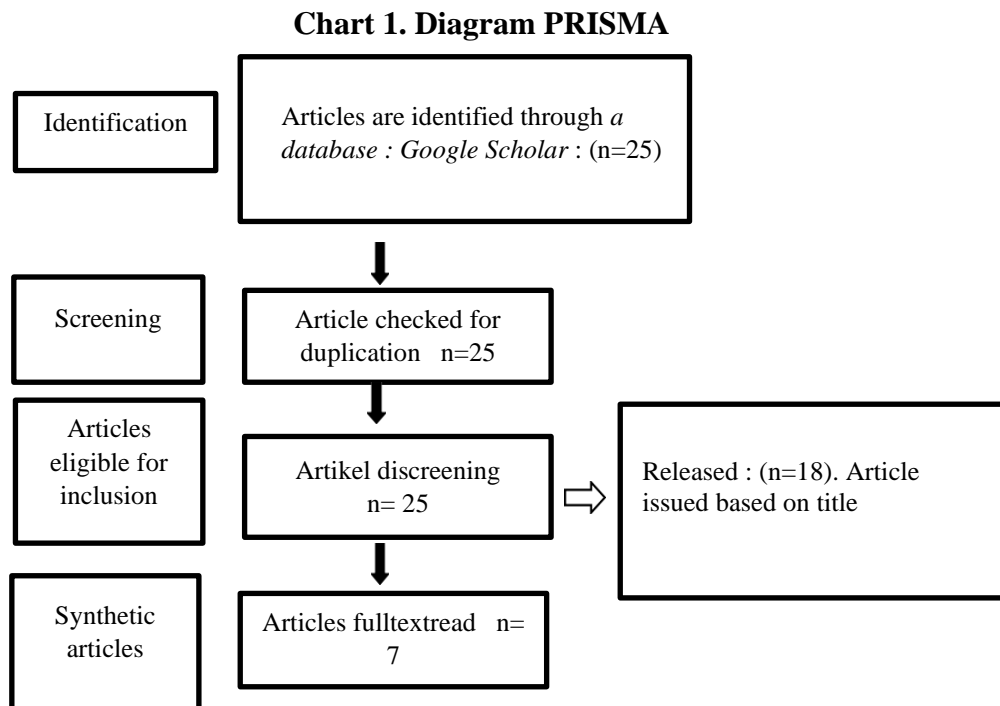 Chart 1. Diagram PRISMA
Identification
Articles are identified through a
database : Google Scholar : (n=25)
Screening
Article checked for
duplication n=25
Articles
eligible for
inclusion
Artikel discreening
n= 25
Released : (n=18). Article
issued based on title
Synthetic
articles
Articles fulltextread n=
7